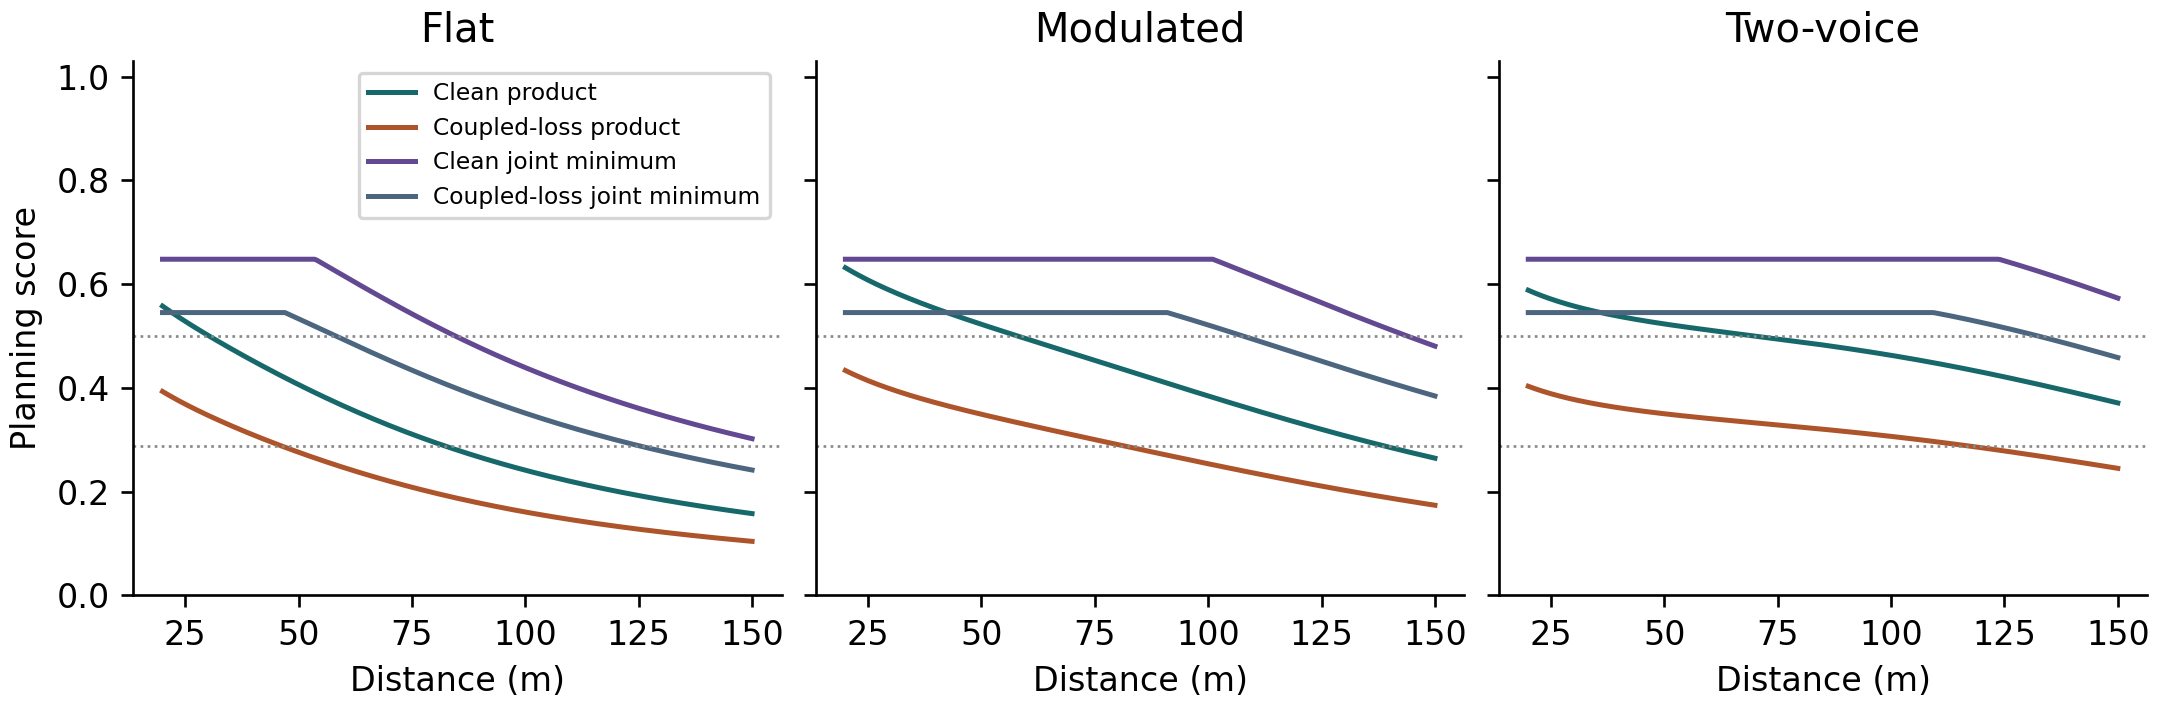 Flat
Modulated
Two-voice
Clean product
Coupled-loss product
Clean joint minimum
Coupled-loss joint minimum
Planning score
1.0
0.8
0.6
0.4
0.2
0.0
25 50 75 100 125 150
25 50 75 100 125 150
25 50 75 100 125 150
Distance (m)
Distance (m)
Distance (m)